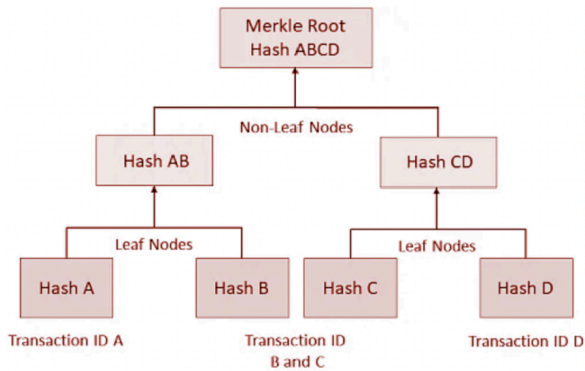 Merkle Root
Hash ABCD
Non-Leaf Nodes
Hash AB
Hash CD
Leaf Nodes
Leaf Nodes
Hash A
Hash B
Hash C
Hash D
Transaction ID A
Transaction ID
B and C
Transaction ID D